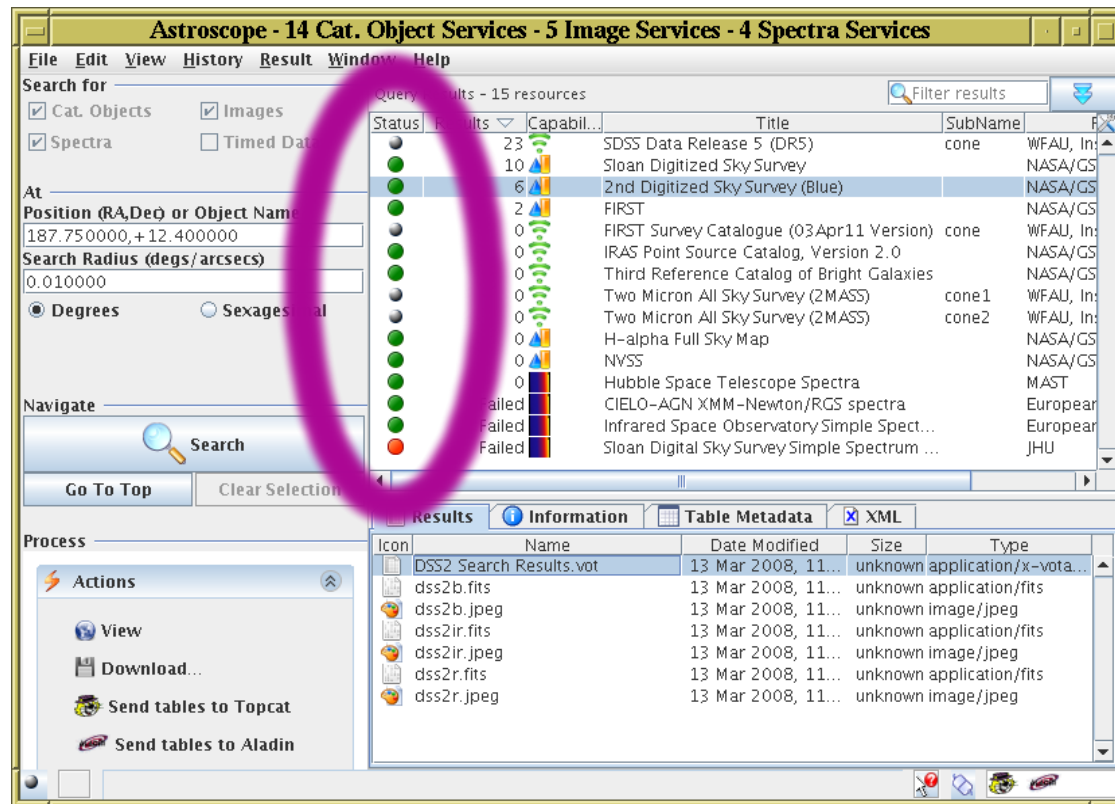 Astroscope - 14 Cat. Object Services - 5 Image Services - 4 Spectra Services
File Edit View History Result Window Help
Search for
Cat. Objects Images
Spectra Timed
At
Position (RA,Dec) or Object Name
187.750000,+12.400000
Search Radius (degs/arcsecs)
0.010000
Degrees
Navigate
Search
Go To Top Clear Selection
Process
Actions
View
Download...
Send tables to Topcat
Send tables to Aladin
Query - 15 resources
Filter results
Status Results Capabil... Title SubName
23 SDSS Data Release 5 (DR5) cone WFAU, In
10 Sloan Digitized Sky Survey NASA/GS
6 2nd Digitized Sky Survey (Blue) NASA/GS
2 FIRST NASA/GS
0 FIRST Survey Catalogue (03Apr11 Version) cone WFAU, In
0 IRAS Point Source Catalog, Version 2.0 NASA/GS
0 Third Reference Catalog of Bright Galaxies NASA/GS
0 Two Micron All Sky Survey (2MASS) cone1 WFAU, In
0 Two Micron All Sky Survey (2MASS) cone2 WFAU, In
0 H-alpha Full Sky Map NASA/GS
0 NVSS NASA/GS
0 Hubble Space Telescope Spectra MAST
Failed CIELO-AGN XMM-Newton/RGS spectra European
Failed Infrared Space Observatory Simple Spect... European
Failed Sloan Digital Sky Survey Simple Spectrum ... JHU
Results Information Table Metadata XML
Icon Name Date Modified Size Type
DSS2 Search Results.vot 13 Mar 2008, 11... unknown application/x-vota...
dss2b.fits 13 Mar 2008, 11... unknown application/fits
dss2b.jpeg 13 Mar 2008, 11... unknown image/jpeg
dss2ir.fits 13 Mar 2008, 11... unknown application/fits
dss2ir.jpeg 13 Mar 2008, 11... unknown image/jpeg
dss2r.fits 13 Mar 2008, 11... unknown application/fits
dss2r.jpeg 13 Mar 2008, 11... unknown image/jpeg